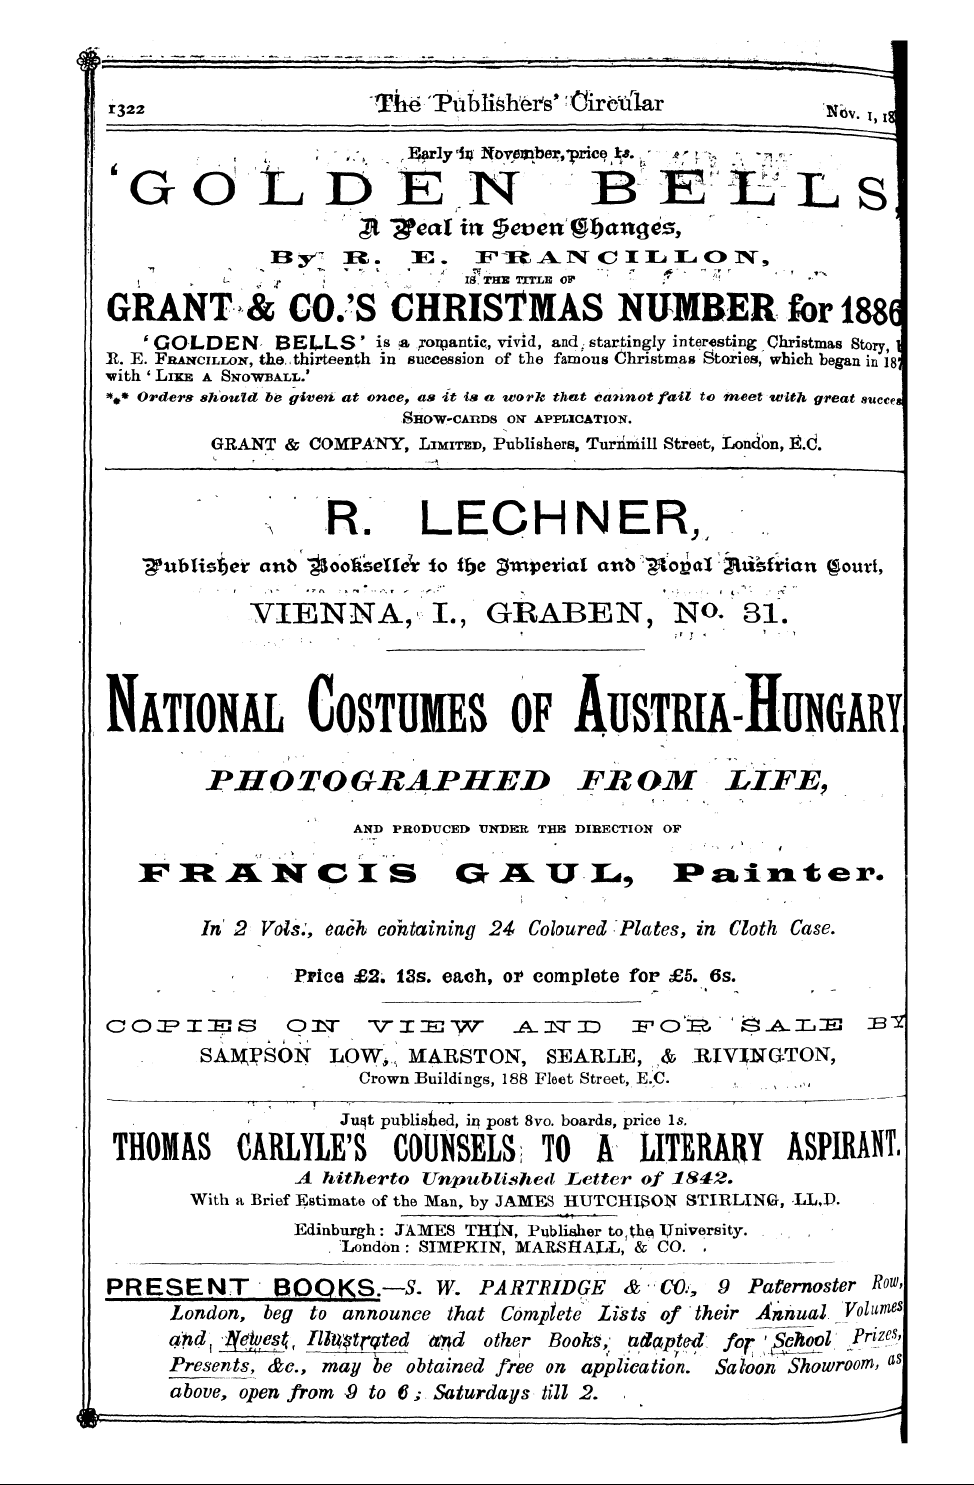 1322 The Publishers' Circular Nov. 1, 18
Early in November, price 1s.
'GOLDEN BELLS,
A Peal in Seven Changes,
By R. E. FRANCILLON,
IS THE TITLE OF
GRANT & CO.'S CHRISTMAS NUMBER for 1886
'GOLDEN BELLS' is a romantic, vivid, and startingly interesting Christmas Story,
R. E. FRANCILLON, the thirteenth in succession of the famous Christmas Stories, which began in 187
with 'LIKE A SNOWBALL.'
*** Orders should be given at once, as it is a work that cannot fail to meet with great succes
SHOW-CARDS ON APPLICATION.
GRANT & COMPANY, LIMITED, Publishers, Turnmill Street, London, E.C.
R. LECHNER,
Publisher and Bookseller to the Imperial and Royal Austrian Court,
VIENNA, I., GRABEN, No. 31.
NATIONAL COSTUMES OF AUSTRIA-HUNGARY
PHOTOGRAPHED FROM LIFE,
AND PRODUCED UNDER THE DIRECTION OF
FRANCIS GAUL, Painter.
In 2 Vols., each containing 24 Coloured Plates, in Cloth Case.
Price £2. 13s. each, or complete for £5. 6s.
COPIES ON VIEW AND FOR SALE BY
SAMPSON LOW, MARSTON, SEARLE, & RIVINGTON,
Crown Buildings, 188 Fleet Street, E.C.
Just published, in post 8vo. boards, price 1s.
THOMAS CARLYLE'S COUNSELS TO A LITERARY ASPIRANT.
A hitherto Unpublished Letter of 1842.
With a Brief Estimate of the Man, by JAMES HUTCHISON STIRLING, LL.D.
Edinburgh: JAMES THIN, Publisher to the University.
London: SIMPKIN, MARSHALL, & CO.
PRESENT BOOKS.—S. W. PARTRIDGE & CO., 9 Paternoster Row,
London, beg to announce that Complete Lists of their Annual Volumes
and Newest Illustrated and other Books, adapted for School Prizes,
Presents, &c., may be obtained free on application. Saloon Showroom, as
above, open from 9 to 6; Saturdays till 2.